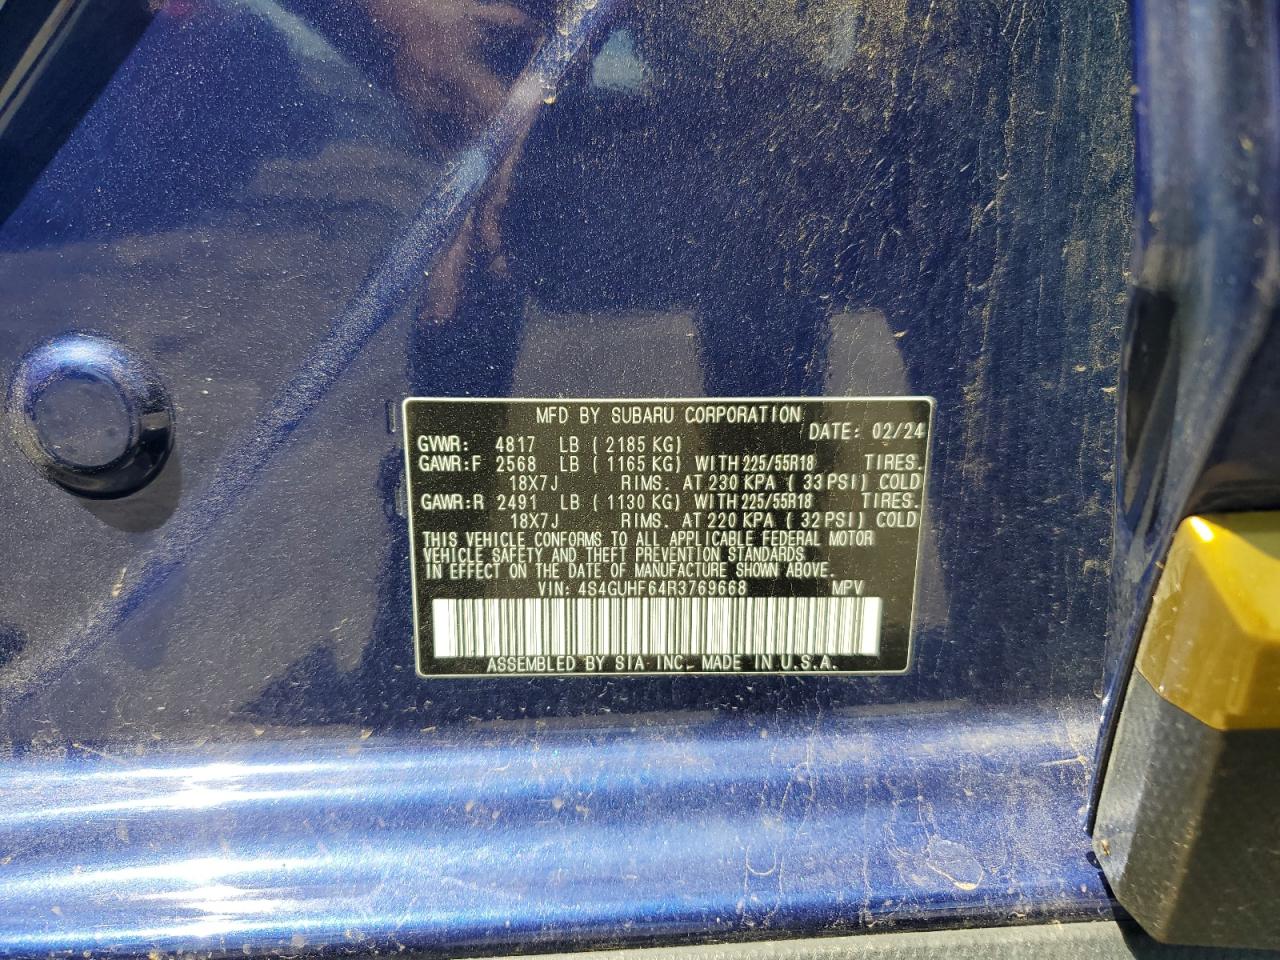 MFD BY SUBARU CORPORATION
DATE: 02/24
GVWR: 4817 LB ( 2185 KG)
GAWR:F 2568 LB ( 1165 KG) WITH 225/55R18 TIRES.
18X7J RIMS. AT 230 KPA ( 33 PSI) COLD
GAWR:R 2491 LB ( 1130 KG) WITH 225/55R18 TIRES.
18X7J RIMS. AT 220 KPA ( 32 PSI) COLD
THIS VEHICLE CONFORMS TO ALL APPLICABLE FEDERAL MOTOR
VEHICLE SAFETY AND THEFT PREVENTION STANDARDS
IN EFFECT ON THE DATE OF MANUFACTURE SHOWN ABOVE.
VIN: 4S4GUHF64R3769668 MPV
ASSEMBLED BY SIA INC. MADE IN U.S.A.